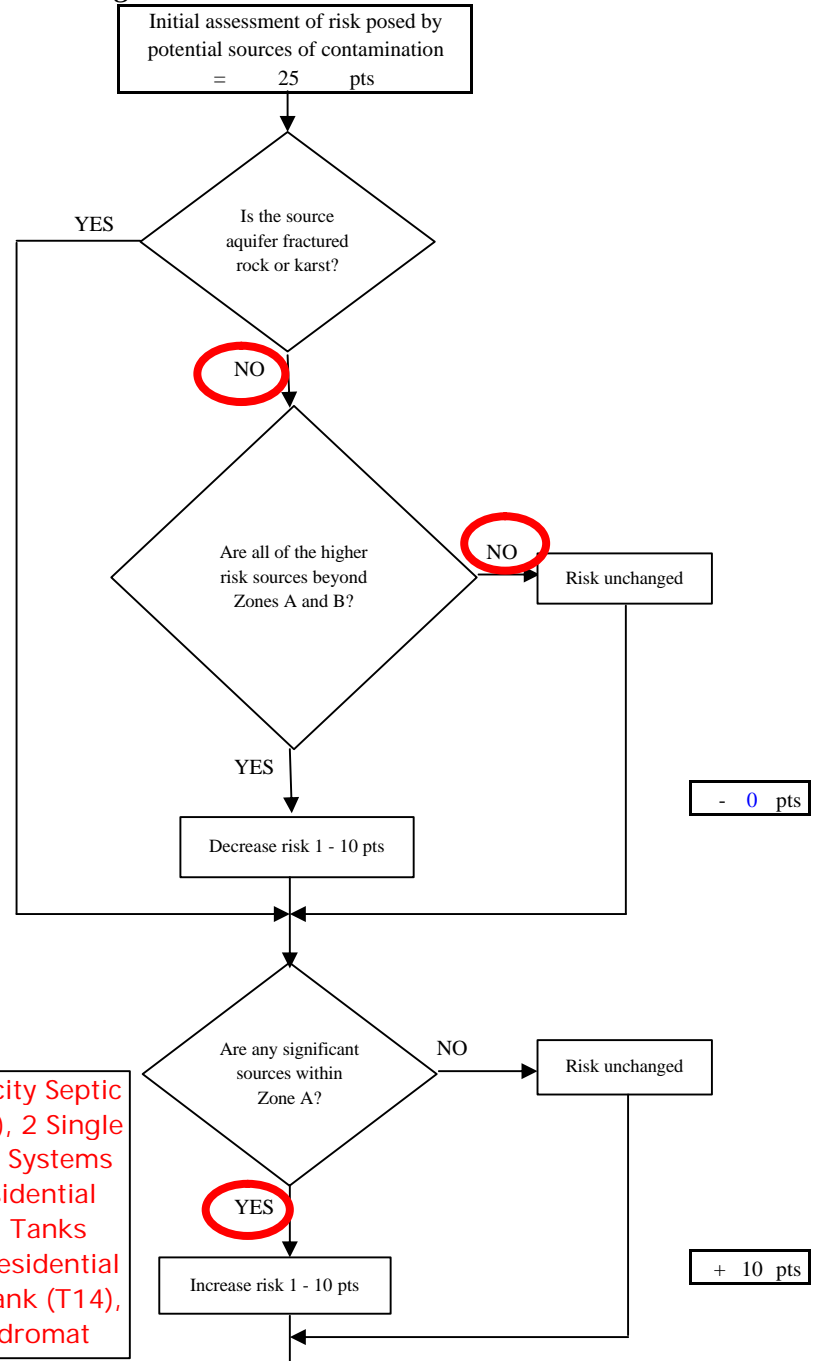 Initial assessment of risk posed by
potential sources of contamination
= 25 pts
YES
Is the source
aquifer fractured
rock or karst?
NO
Are all of the higher
risk sources beyond
Zones A and B?
NO
Risk unchanged
YES
- 0 pts
Decrease risk 1 - 10 pts
Are any significant
sources within
Zone A?
NO
Risk unchanged
city Septic
), 2 Single
Systems
sidential
Tanks
esidential
ank (T14),
dromat
YES
+ 10 pts
Increase risk 1 - 10 pts